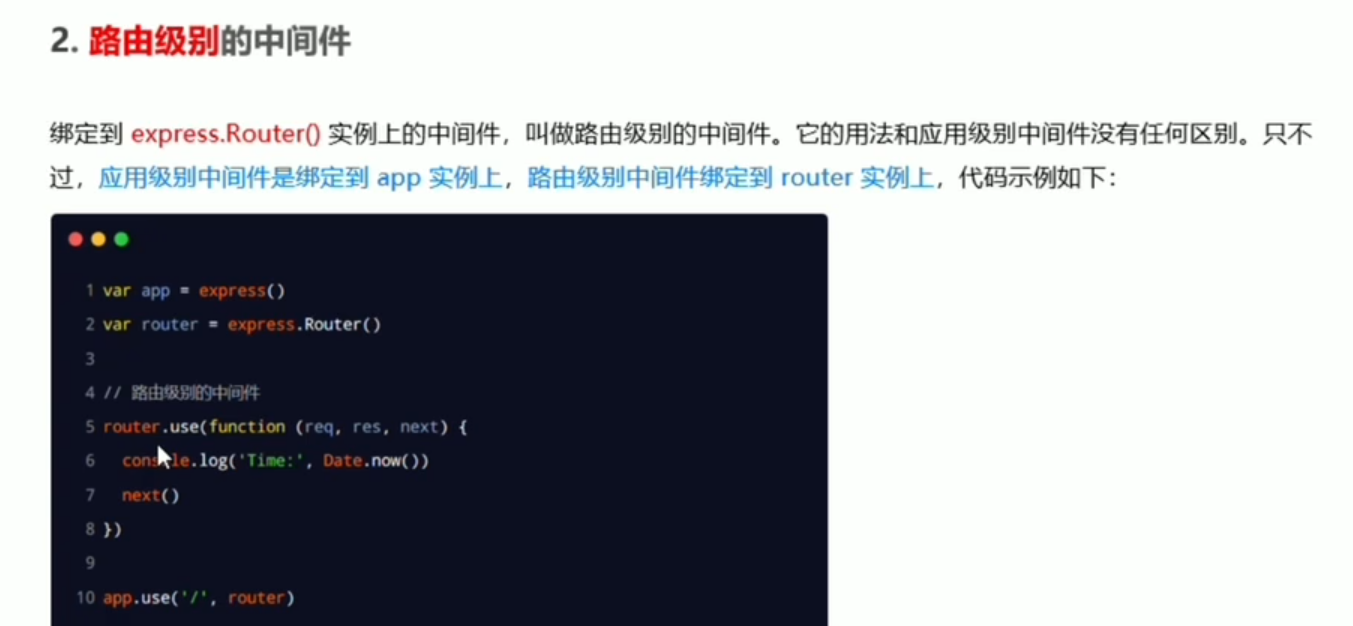 2. 路由级别的中间件
绑定到 express.Router() 实例上的中间件，叫做路由级别的中间件。它的用法和应用级别中间件没有任何区别。只不
过，应用级别中间件是绑定到 app 实例上，路由级别中间件绑定到 router 实例上，代码示例如下：
1 var app = express()
2 var router = express.Router()
3
4 // 路由级别的中间件
5 router.use(function (req, res, next) {
6   console.log('Time:', Date.now())
7   next()
8 })
9
10 app.use('/', router)